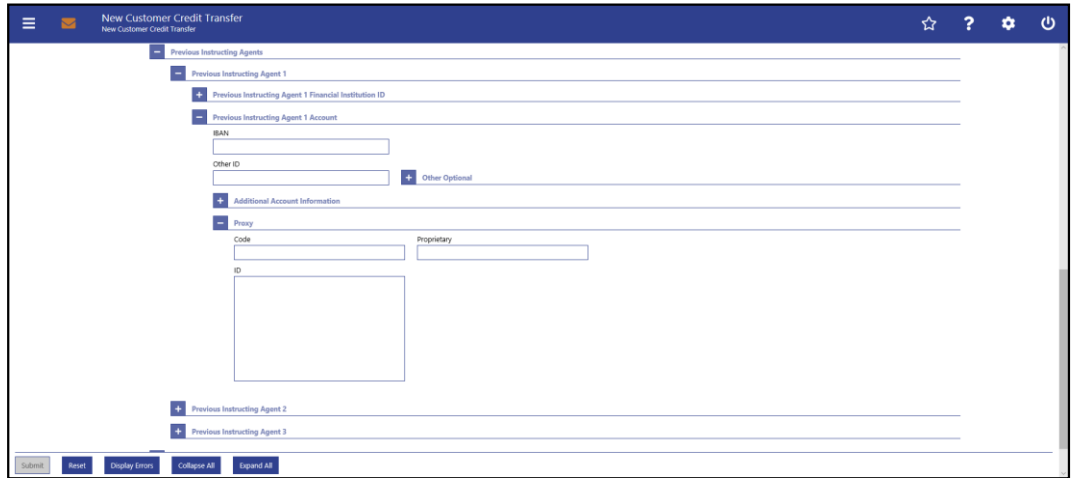 New Customer Credit Transfer
New Customer Credit Transfer
Previous Instructing Agents
Previous Instructing Agent 1
Previous Instructing Agent 1 Financial Institution ID
Previous Instructing Agent 1 Account
IBAN
Other ID
Other Optional
Additional Account Information
Proxy
Code Proprietary
ID
Previous Instructing Agent 2
Previous Instructing Agent 3
Submit Reset Display Errors Collapse All Expand All